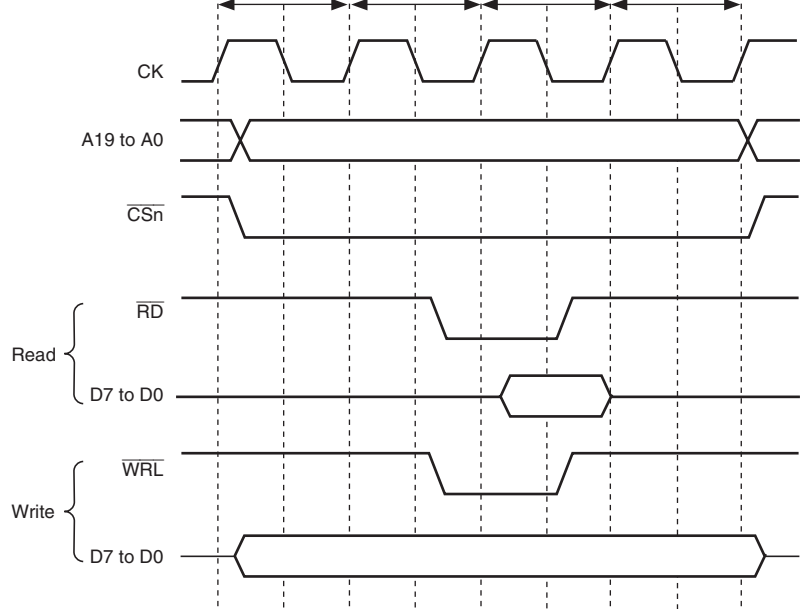 CK
A19 to A0
CSn
RD
Read
D7 to D0
WRL
Write
D7 to D0